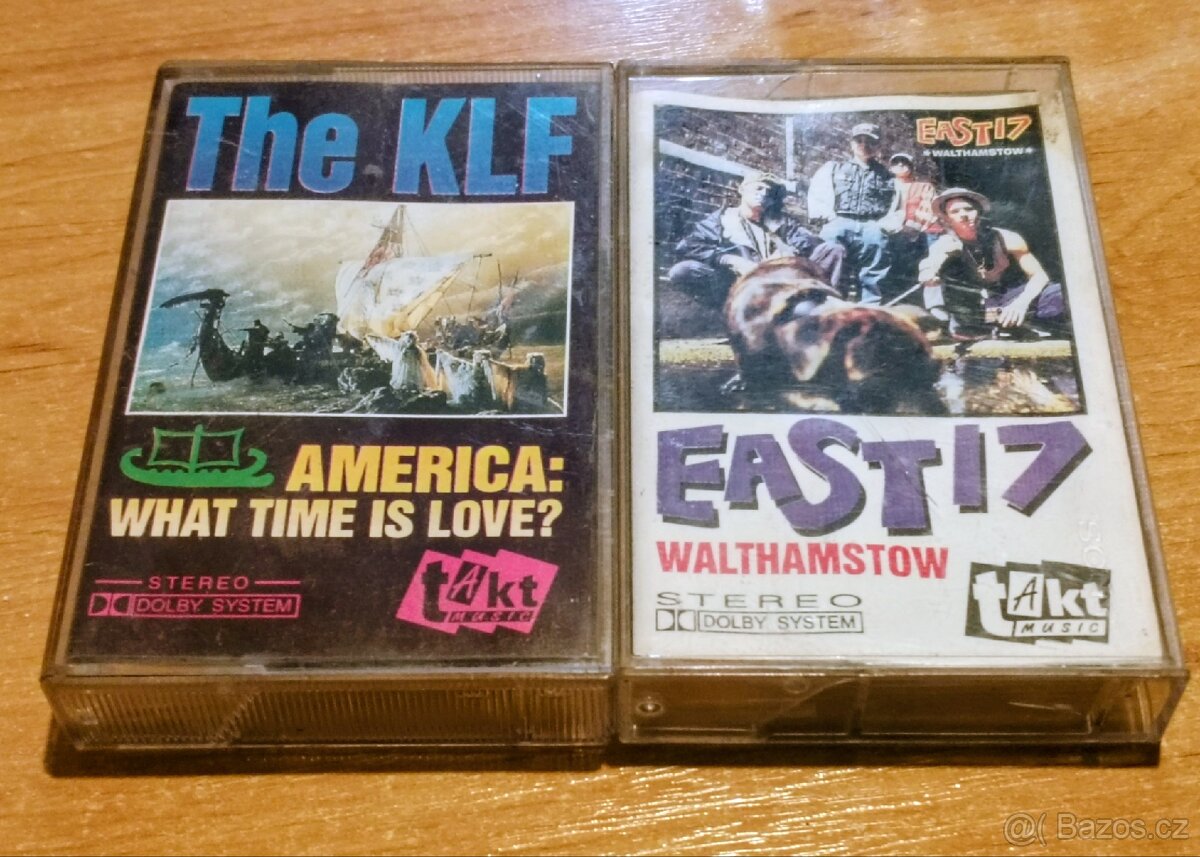 The KLF
AMERICA:
WHAT TIME IS LOVE?
STEREO
DOLBY SYSTEM
tAkt
MUSIC
EAST 17
*WALTHAMSTOW*
EAST 17
WALTHAMSTOW
STEREO
DOLBY SYSTEM
tAkt
MUSIC
@( Bazos.cz